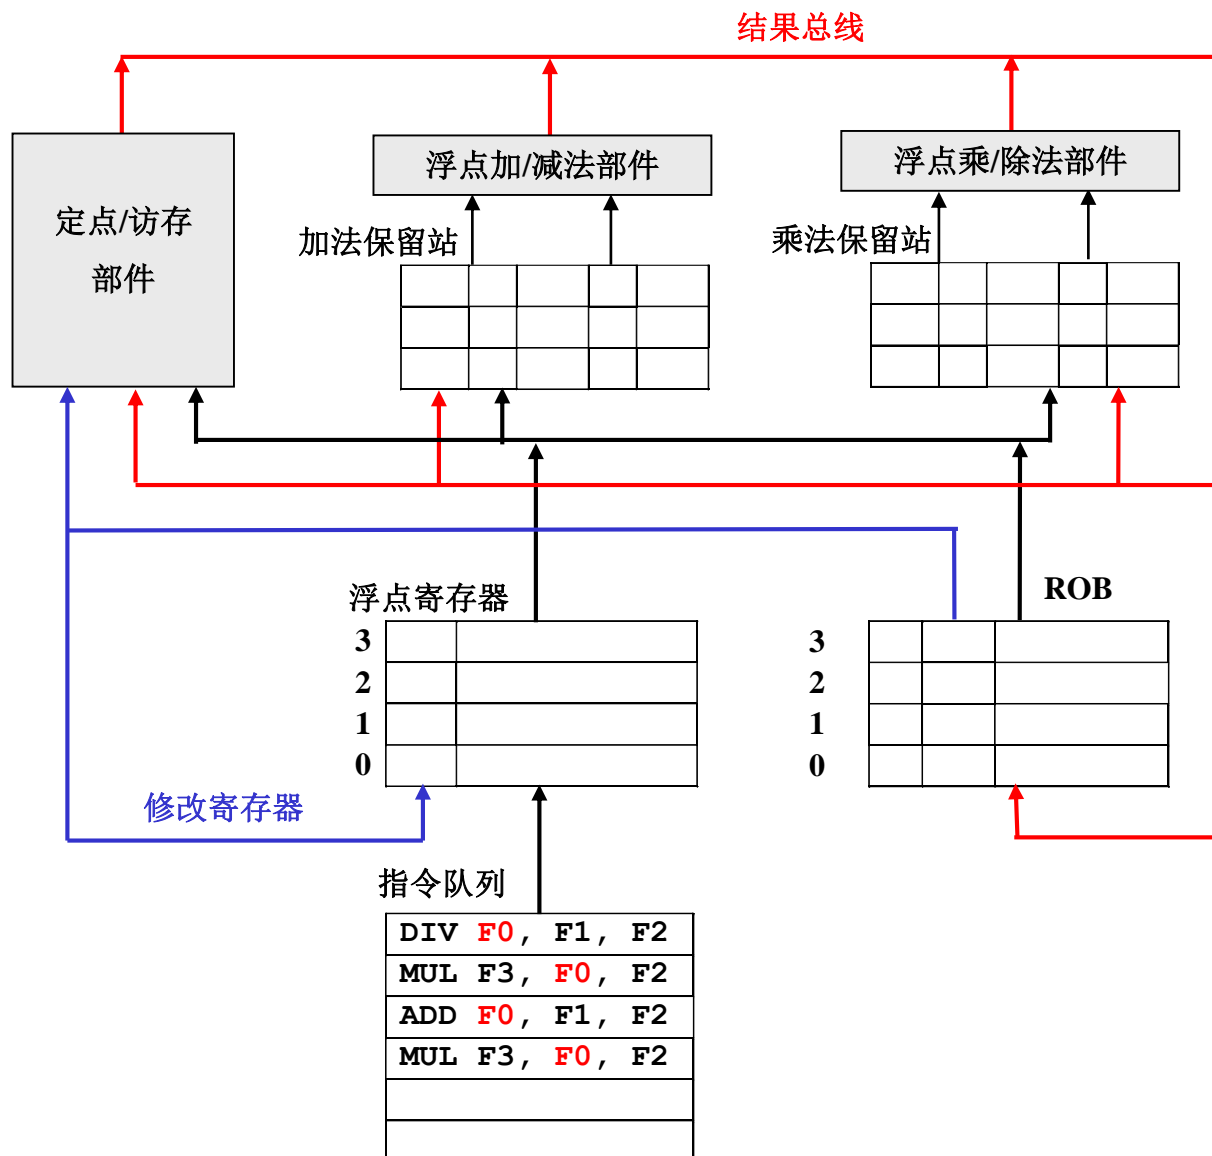 结果总线
浮点加/减法部件
浮点乘/除法部件
定点/访存
部件
加法保留站
乘法保留站
浮点寄存器
ROB
3
2
1
0
3
2
1
0
修改寄存器
指令队列
DIV F0, F1, F2
MUL F3, F0, F2
ADD F0, F1, F2
MUL F3, F0, F2